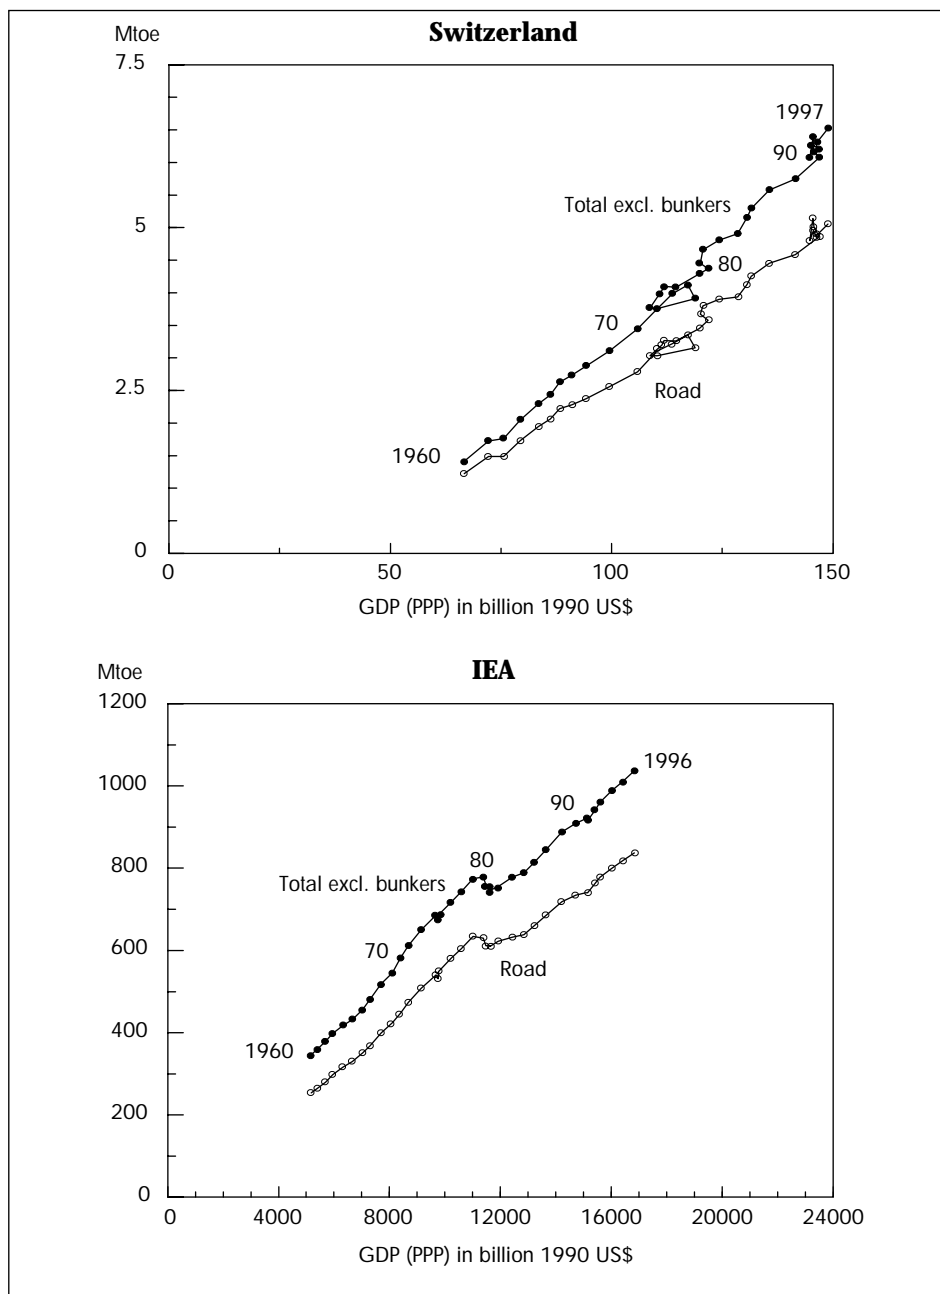 Switzerland
Mtoe
7.5
1997
90
Total excl. bunkers
5
80
70
Road
2.5
1960
0
0 50 100 150
GDP (PPP) in billion 1990 US$
IEA
Mtoe
1200
1996
1000
90
80
800
Total excl. bunkers
70
Road
600
400
1960
200
0
0 4000 8000 12000 16000 20000 24000
GDP (PPP) in billion 1990 US$